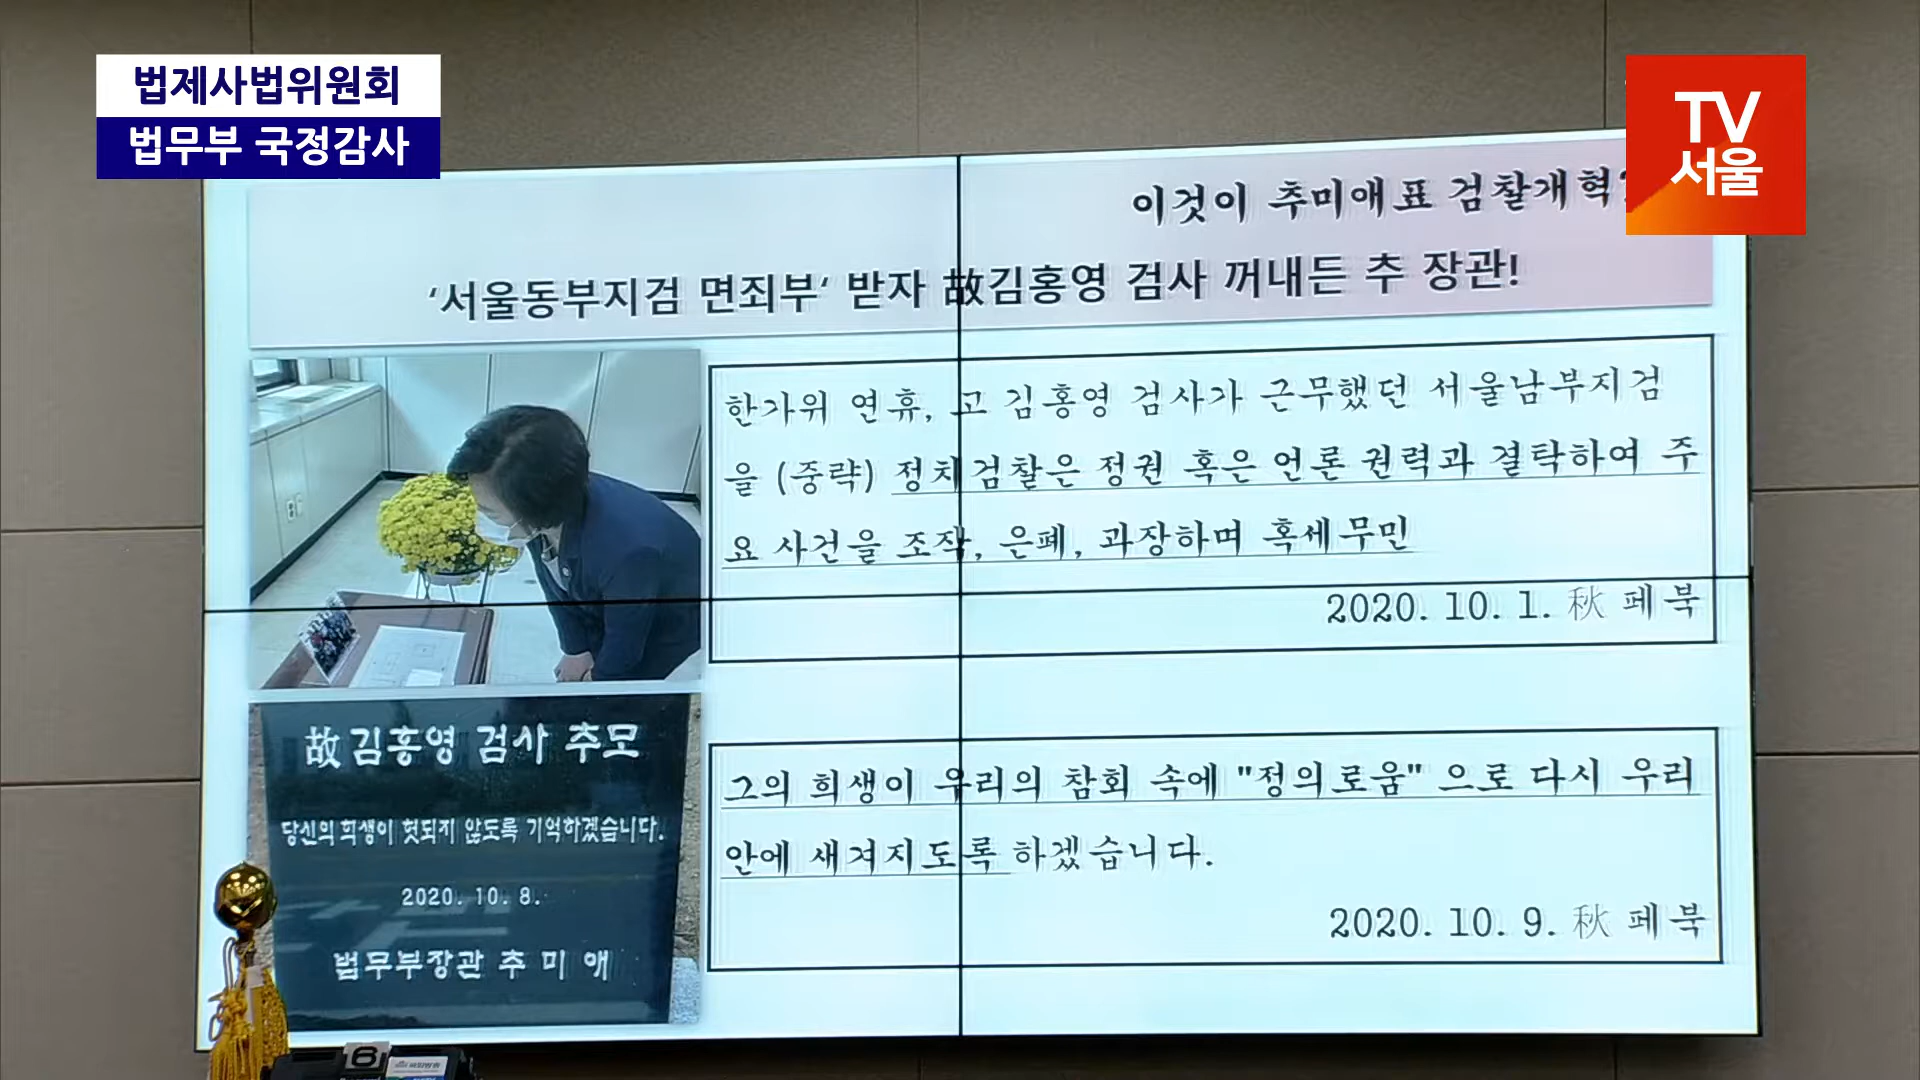 법제사법위원회
법무부 국정감사
TV
서울
이것이 추미애표 검찰개혁?
‘서울동부지검 면죄부‘ 받자 故김홍영 검사 꺼내든 추 장관!
한가위 연휴, 고 김홍영 검사가 근무했던 서울남부지검
을 (중략) 정치검찰은 정권 혹은 언론 권력과 결탁하여 주
요 사건을 조작, 은폐, 과장하며 혹세무민
2020. 10. 1. 秋 페북
故김홍영 검사 추모
당신의 희생이 헛되지 않도록 기억하겠습니다.
2020. 10. 8.
법무부장관 추 미 애
그의 희생이 우리의 참회 속에 "정의로움" 으로 다시 우리
안에 새겨지도록 하겠습니다.
2020. 10. 9. 秋 페북
6